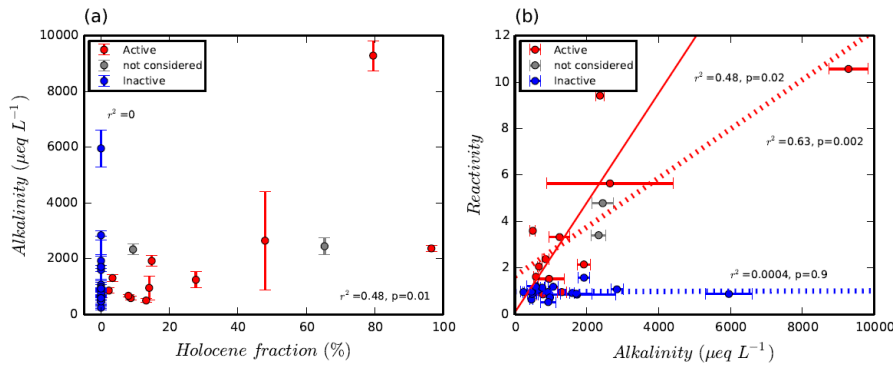 (a)
10000
8000
6000
4000
2000
0
Alkalinity (μeq L⁻¹)
Active
not considered
Inactive
r² =0
r² =0.48, p=0.01
0 20 40 60 80 100
Holocene fraction (%)
(b)
12
10
8
6
4
2
0
Reactivity
Active
not considered
Inactive
r² =0.48, p=0.02
r² =0.63, p=0.002
r² =0.0004, p=0.9
0 2000 4000 6000 8000 10000
Alkalinity (μeq L⁻¹)